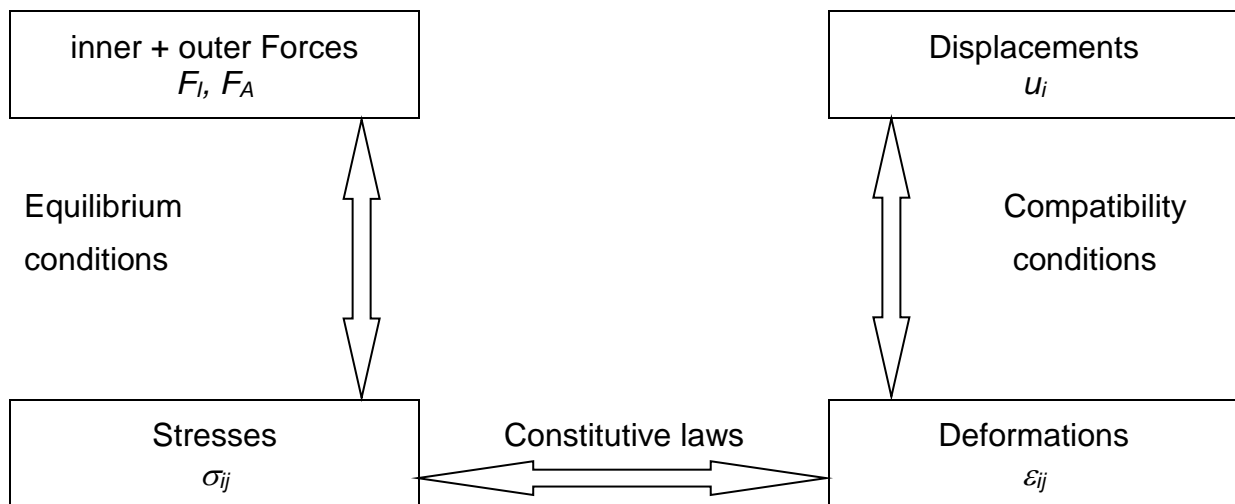 inner + outer Forces
F_I, F_A
Displacements
u_i
Equilibrium
conditions
Compatibility
conditions
Stresses
σ_ij
Constitutive laws
Deformations
ε_ij